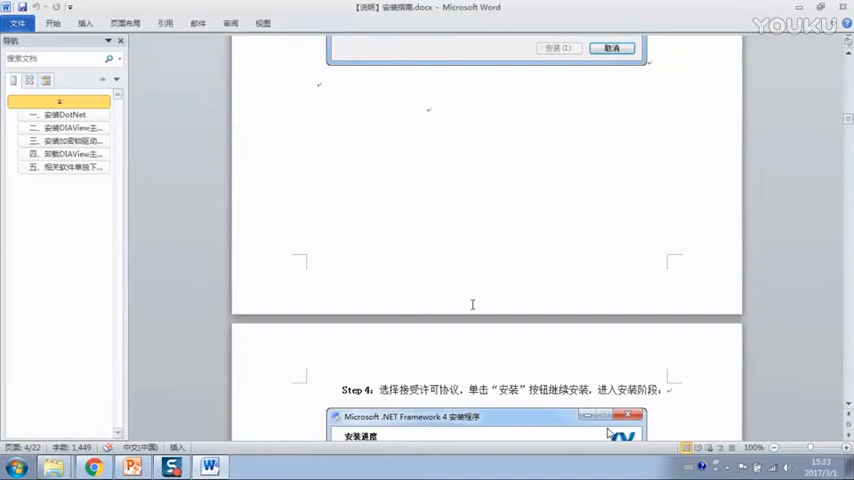 【说明】安装指南.docx - Microsoft Word
YOUKU
文件 开始 插入 页面布局 引用 邮件 审阅 视图
导航
搜索文档
一、安装DotNet
二、安装DIAView主...
三、安装加密锁驱动...
四、卸载DIAView主...
五、相关软件单独下...
安装(I) 取消
Step 4：选择接受许可协议，单击“安装”按钮继续安装，进入安装阶段：
Microsoft .NET Framework 4 安装程序
安装进度
页面: 4/22 字数: 1,449 中文(中国) 插入 100%
15:33
2017/3/1